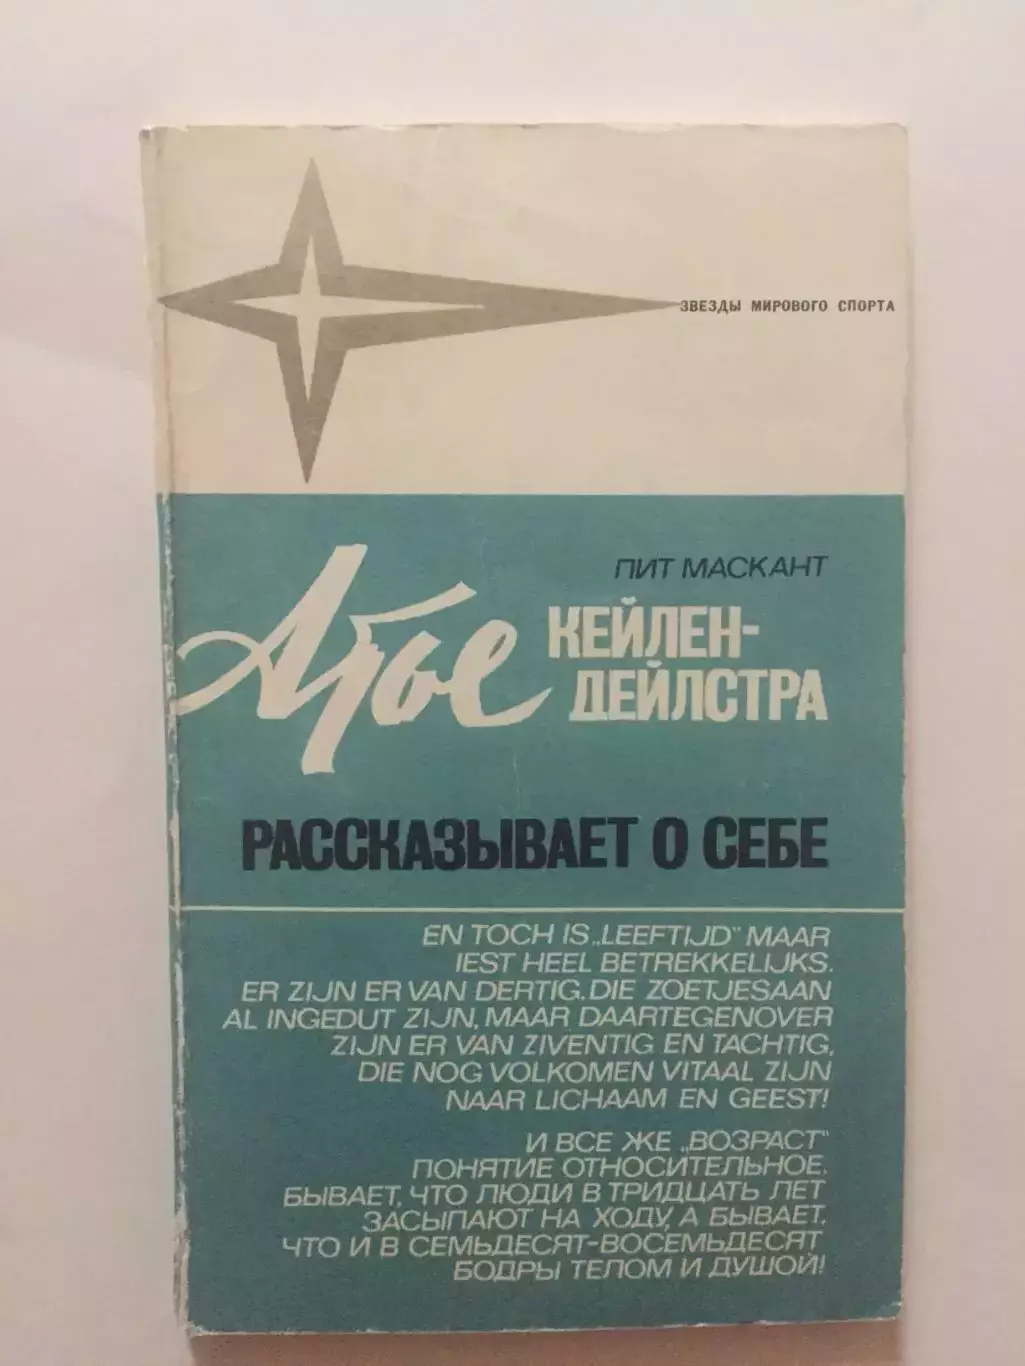 ЗВЕЗДЫ МИРОВОГО СПОРТА
ПИТ МАСКАНТ
Атье КЕЙЛЕН-
ДЕЙЛСТРА
РАССКАЗЫВАЕТ О СЕБЕ
EN TOCH IS „LEEFTIJD” MAAR
IEST HEEL BETREKKELIJKS.
ER ZIJN ER VAN DERTIG, DIE ZOETJESAAN
AL INGEDUT ZIJN, MAAR DAARTEGENOVER
ZIJN ER VAN ZIVENTIG EN TACHTIG,
DIE NOG VOLKOMEN VITAAL ZIJN
NAAR LICHAAM EN GEEST!
И ВСЕ ЖЕ „ВОЗРАСТ”
ПОНЯТИЕ ОТНОСИТЕЛЬНОЕ.
БЫВАЕТ, ЧТО ЛЮДИ В ТРИДЦАТЬ ЛЕТ
ЗАСЫПАЮТ НА ХОДУ, А БЫВАЕТ,
ЧТО И В СЕМЬДЕСЯТ-ВОСЕМЬДЕСЯТ
БОДРЫ ТЕЛОМ И ДУШОЙ!